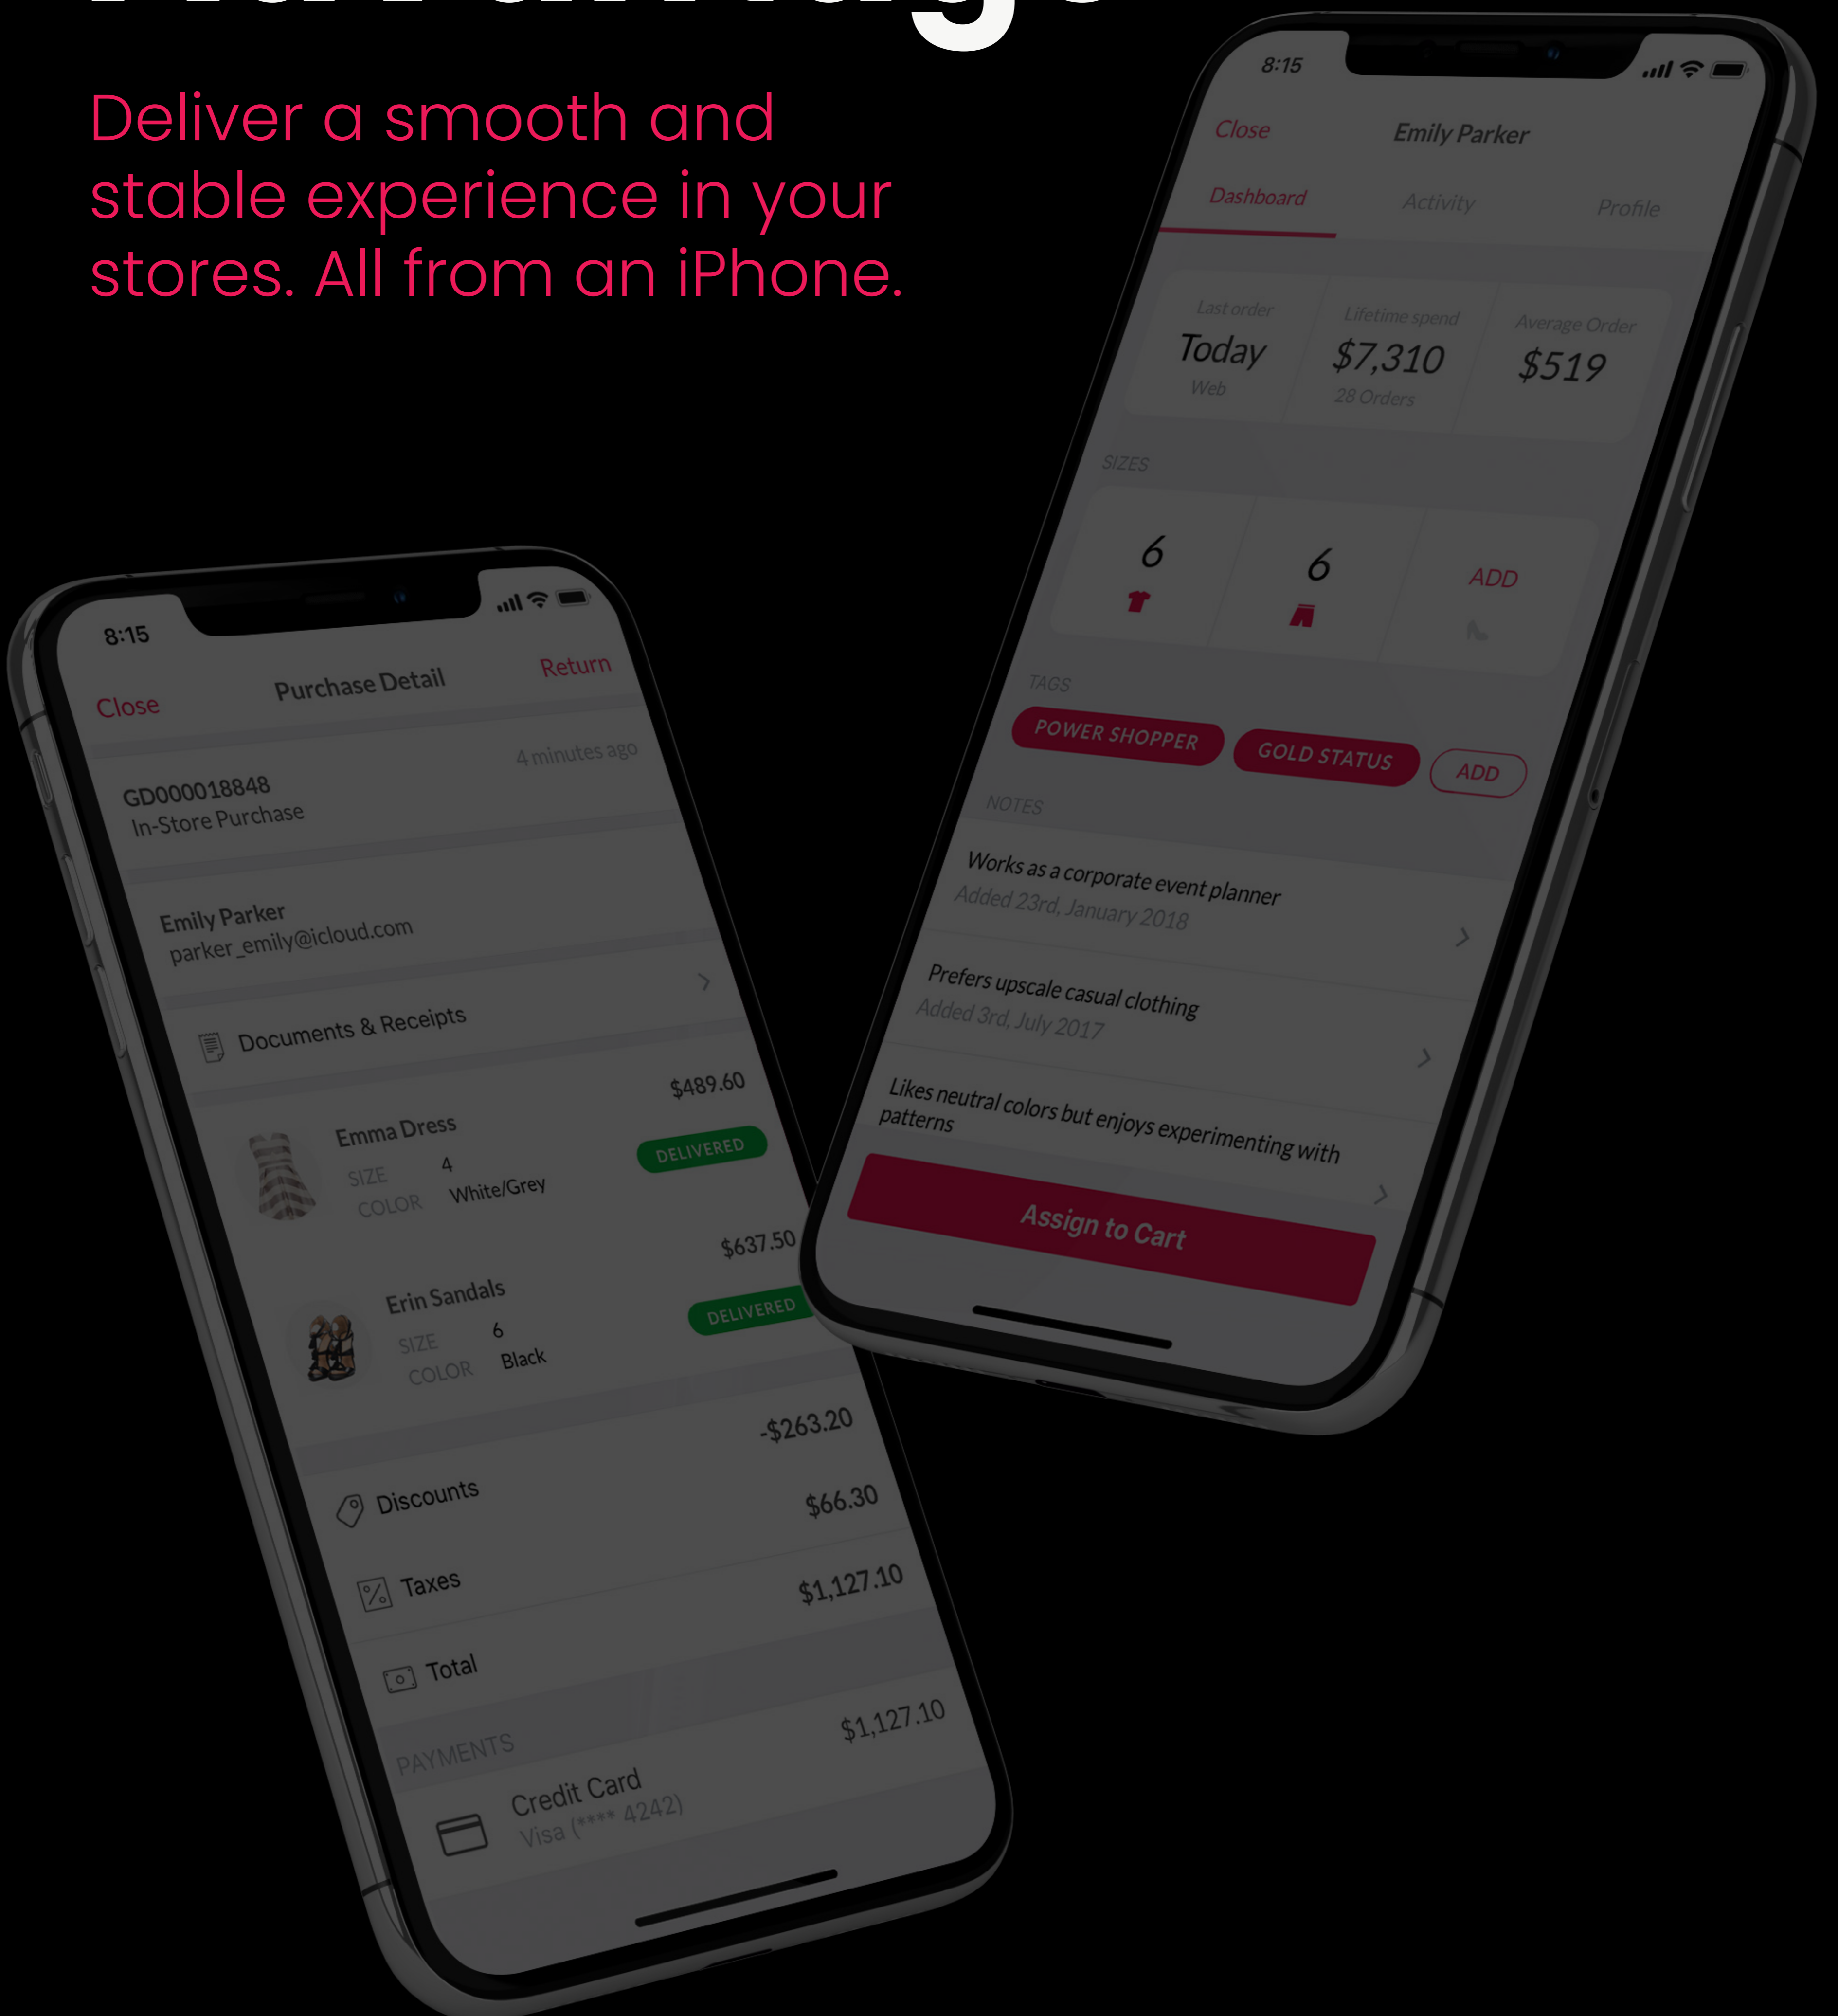 Deliver a smooth and
stable experience in your
stores. All from an iPhone.
8:15
Close
Emily Parker
Dashboard
Activity
Profile
Last order
Lifetime spend
Average Order
Today
$7,310
$519
Web
28 Orders
SIZES
6
6
ADD
TAGS
POWER SHOPPER
GOLD STATUS
ADD
NOTES
Works as a corporate event planner
Added 23rd, January 2018
Prefers upscale casual clothing
Added 3rd, July 2017
Likes neutral colors but enjoys experimenting with
patterns
Assign to Cart
8:15
Close
Purchase Detail
Return
4 minutes ago
GD000018848
In-Store Purchase
Emily Parker
parker_emily@icloud.com
Documents & Receipts
$489.60
Emma Dress
SIZE 4
COLOR White/Grey
DELIVERED
$637.50
Erin Sandals
SIZE 6
COLOR Black
DELIVERED
-$263.20
Discounts
$66.30
Taxes
$1,127.10
Total
PAYMENTS
$1,127.10
Credit Card
Visa (**** 4242)